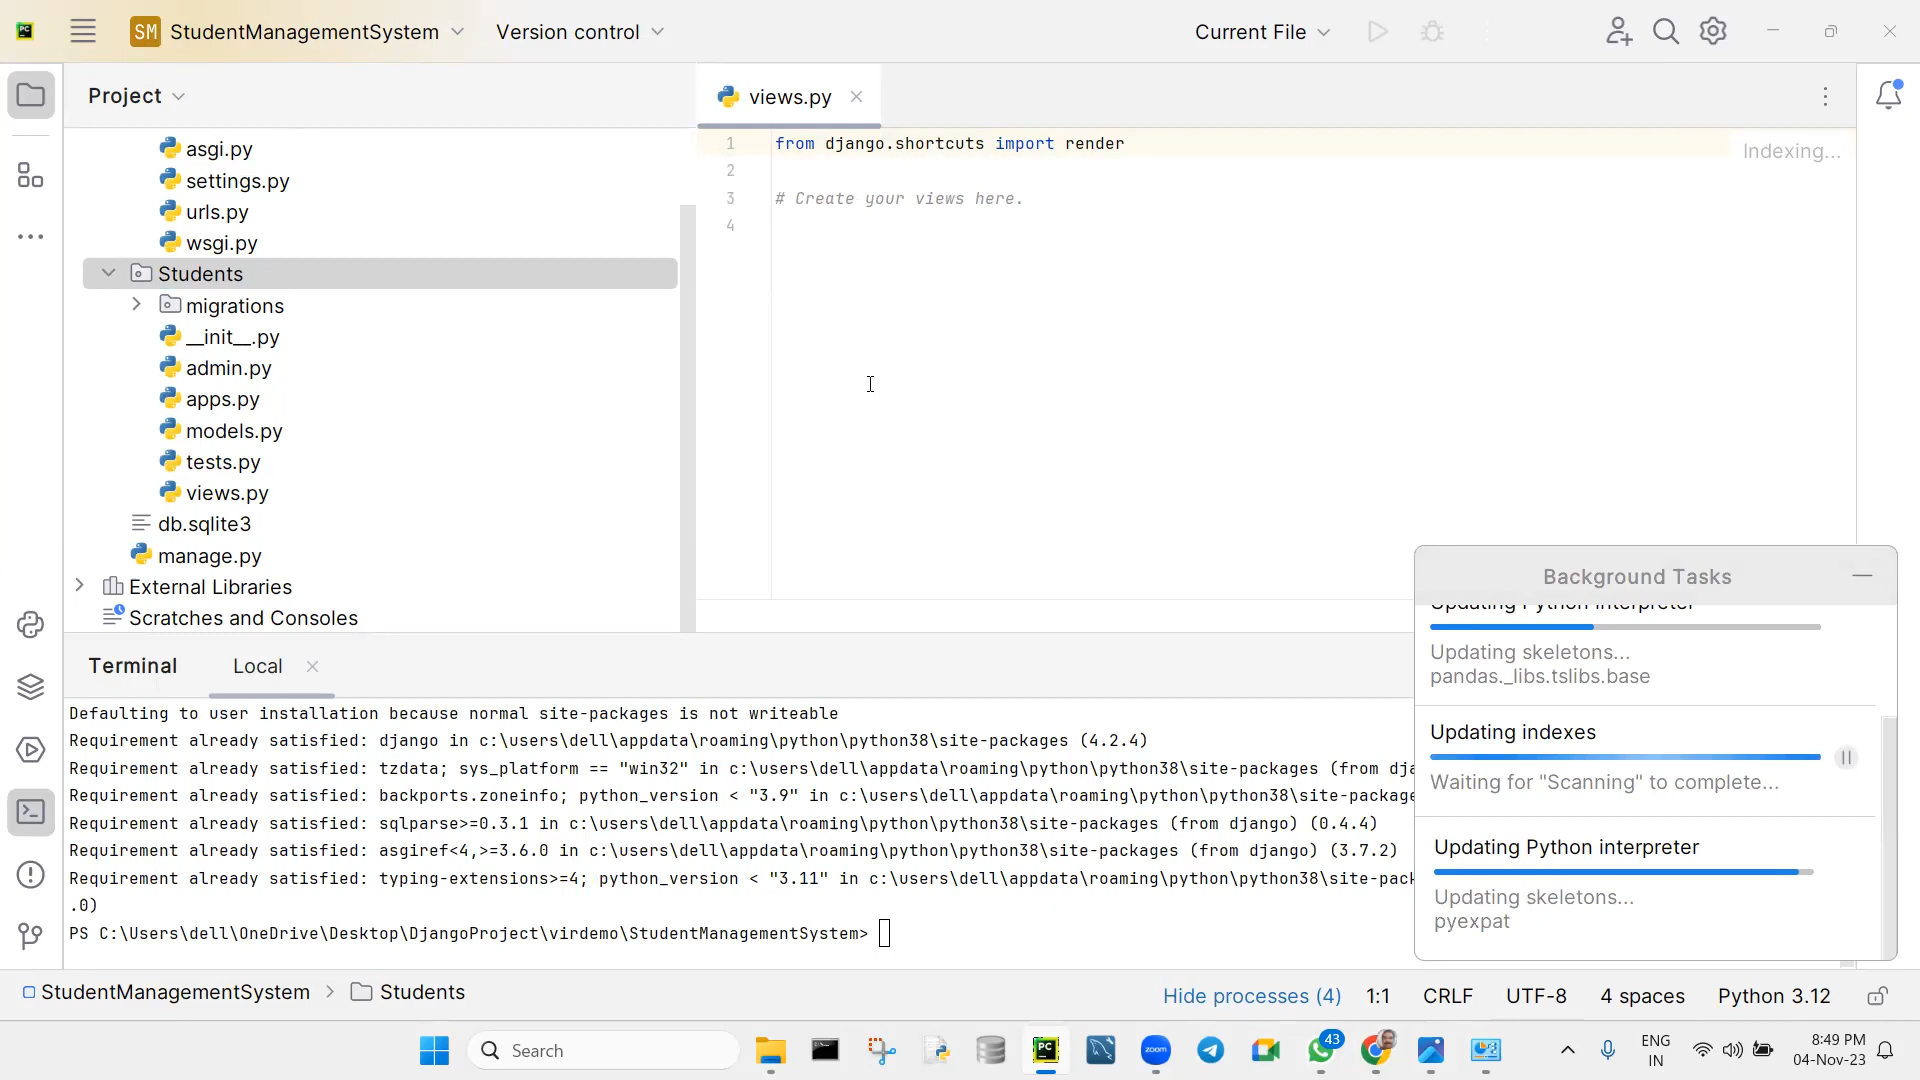 SM StudentManagementSystem
Version control
Current File
Project
views.py
asgi.py
settings.py
urls.py
wsgi.py
Students
migrations
__init__.py
admin.py
apps.py
models.py
tests.py
views.py
db.sqlite3
manage.py
External Libraries
Scratches and Consoles
1 from django.shortcuts import render
2
3 # Create your views here.
4
Indexing...
Background Tasks
Updating Python interpreter
Updating skeletons...
pandas._libs.tslibs.base
Updating indexes
Waiting for "Scanning" to complete...
Updating Python interpreter
Updating skeletons...
pyexpat
Terminal
Local
Defaulting to user installation because normal site-packages is not writeable
Requirement already satisfied: django in c:\users\dell\appdata\roaming\python\python38\site-packages (4.2.4)
Requirement already satisfied: tzdata; sys_platform == "win32" in c:\users\dell\appdata\roaming\python\python38\site-packages (from dja
Requirement already satisfied: backports.zoneinfo; python_version < "3.9" in c:\users\dell\appdata\roaming\python\python38\site-package
Requirement already satisfied: sqlparse>=0.3.1 in c:\users\dell\appdata\roaming\python\python38\site-packages (from django) (0.4.4)
Requirement already satisfied: asgiref<4,>=3.6.0 in c:\users\dell\appdata\roaming\python\python38\site-packages (from django) (3.7.2)
Requirement already satisfied: typing-extensions>=4; python_version < "3.11" in c:\users\dell\appdata\roaming\python\python38\site-pack
.0)
PS C:\Users\dell\OneDrive\Desktop\DjangoProject\virdemo\StudentManagementSystem>
StudentManagementSystem > Students
Hide processes (4)
1:1
CRLF
UTF-8
4 spaces
Python 3.12
Search
PC
zoom
43
ENG
IN
8:49 PM
04-Nov-23